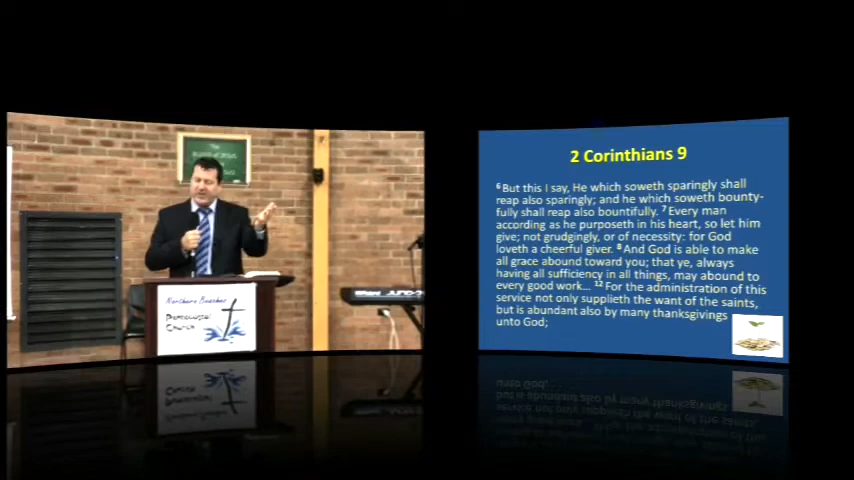 The
Northern Beaches
Pentecostal
Church
JUNO-
2 Corinthians 9
6 But this I say, He which soweth sparingly shall
reap also sparingly; and he which soweth bounty-
fully shall reap also bountifully. 7 Every man
according as he purposeth in his heart, so let him
give; not grudgingly, or of necessity: for God
loveth a cheerful giver. 8 And God is able to make
all grace abound toward you; that ye, always
having all sufficiency in all things, may abound to
every good work... 12 For the administration of this
service not only supplieth the want of the saints,
but is abundant also by many thanksgivings
unto God;